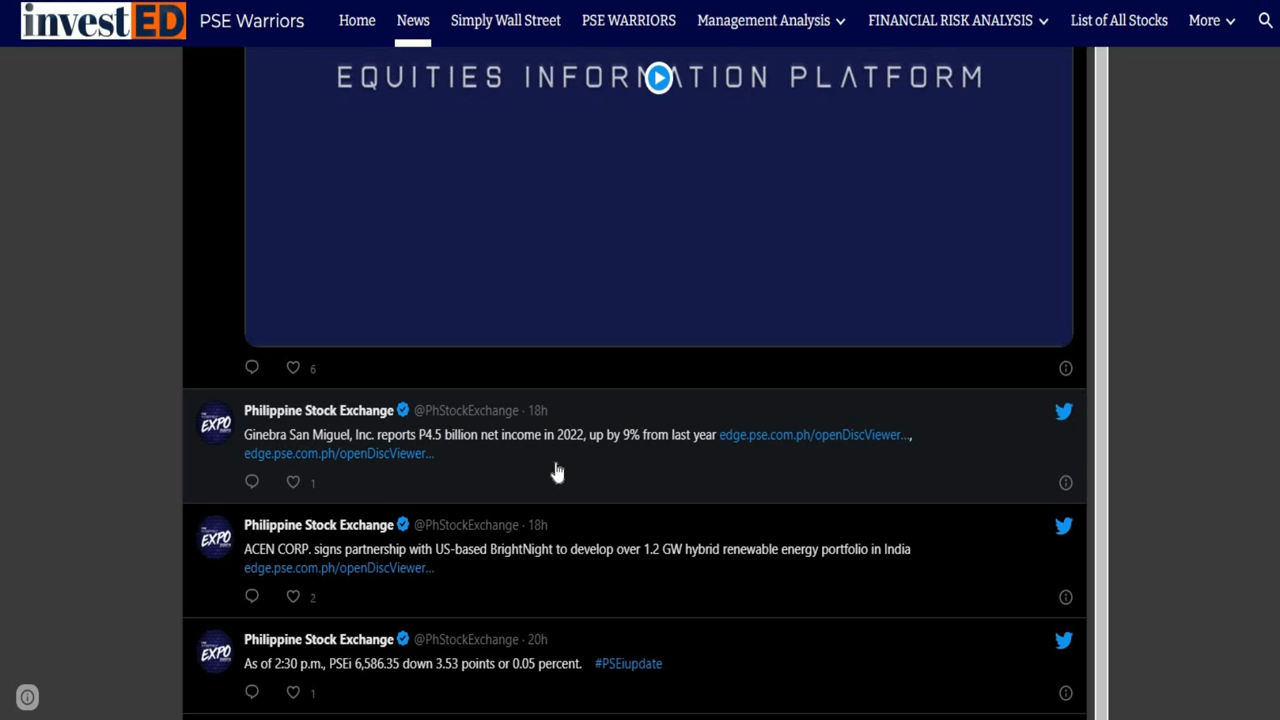 investED PSE Warriors Home News Simply Wall Street PSE WARRIORS Management Analysis FINANCIAL RISK ANALYSIS List of All Stocks More
EQUITIES INFORMATION PLATFORM
6
Philippine Stock Exchange @PhStockExchange · 18h
Ginebra San Miguel, Inc. reports P4.5 billion net income in 2022, up by 9% from last year edge.pse.com.ph/openDiscViewer...,
edge.pse.com.ph/openDiscViewer...
1
Philippine Stock Exchange @PhStockExchange · 18h
ACEN CORP. signs partnership with US-based BrightNight to develop over 1.2 GW hybrid renewable energy portfolio in India
edge.pse.com.ph/openDiscViewer...
2
Philippine Stock Exchange @PhStockExchange · 20h
As of 2:30 p.m., PSEi 6,586.35 down 3.53 points or 0.05 percent. #PSEiupdate
1